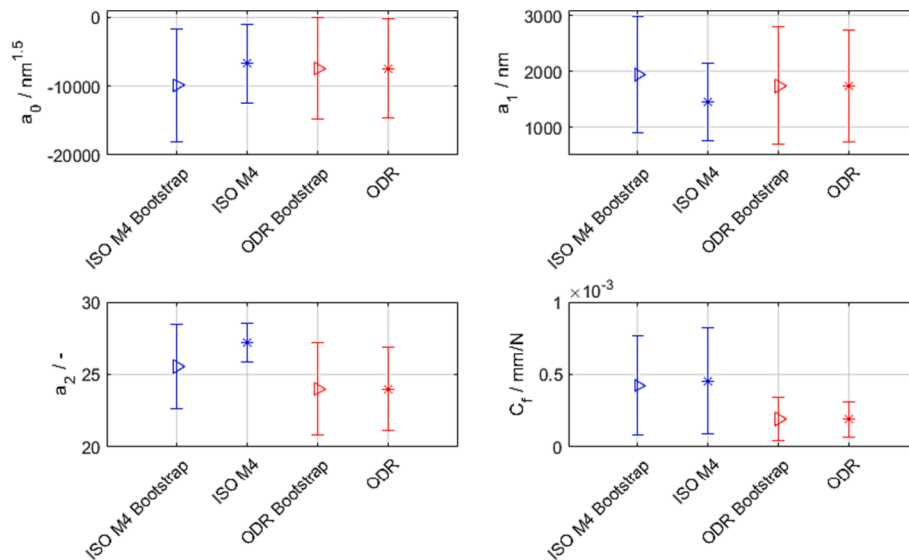 0
-10000
-20000
a0 / nm1.5
ISO M4 Bootstrap
ISO M4
ODR Bootstrap
ODR
3000
2000
1000
a1 / nm
ISO M4 Bootstrap
ISO M4
ODR Bootstrap
ODR
30
25
20
a2 / -
ISO M4 Bootstrap
ISO M4
ODR Bootstrap
ODR
×10-3
1
0.5
0
Cf / mm/N
ISO M4 Bootstrap
ISO M4
ODR Bootstrap
ODR